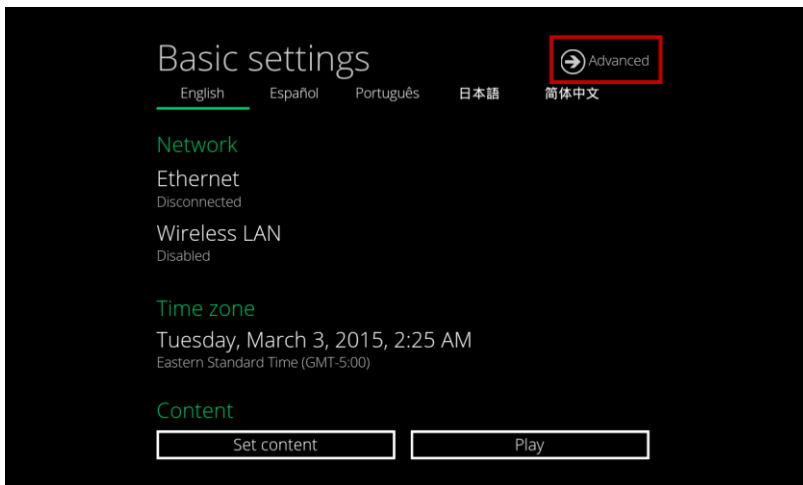 Basic settings
Advanced
English Español Português 日本語 简体中文
Network
Ethernet
Disconnected
Wireless LAN
Disabled
Time zone
Tuesday, March 3, 2015, 2:25 AM
Eastern Standard Time (GMT-5:00)
Content
Set content Play